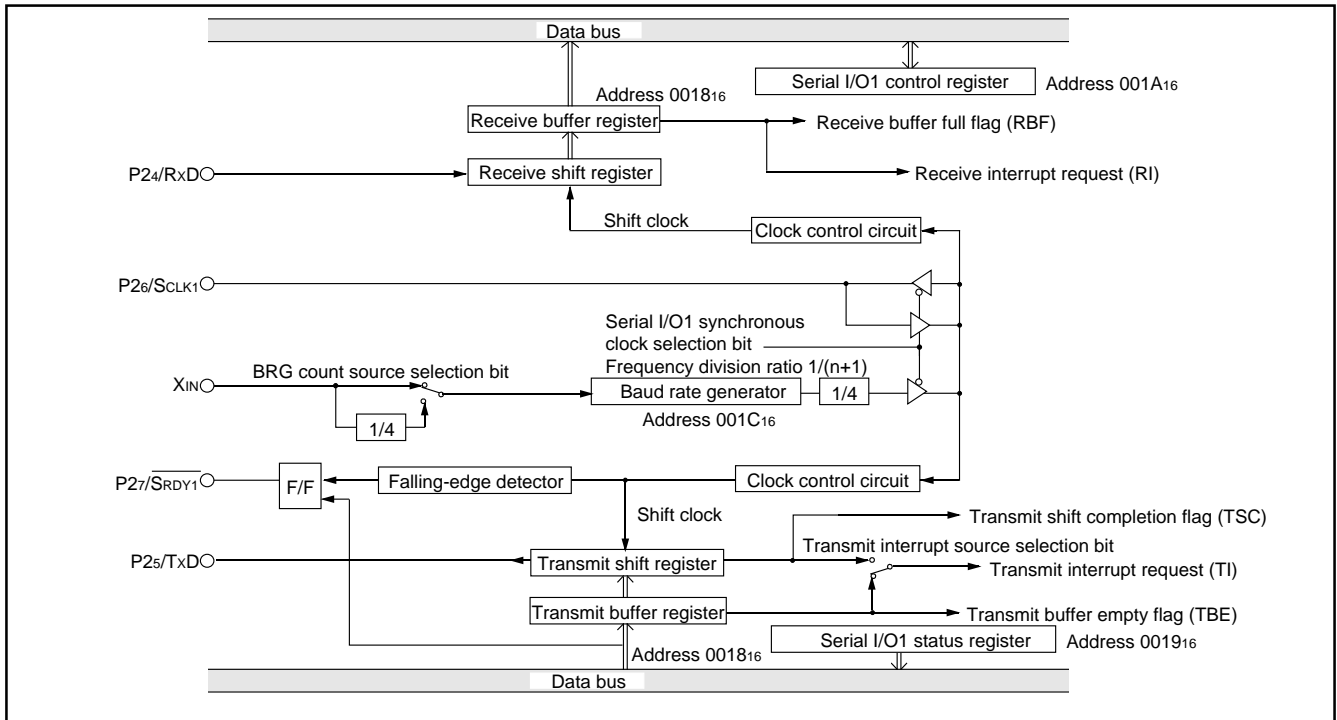 Data bus
Serial I/O1 control register
Address 001A16
Address 001816
Receive buffer register
Receive buffer full flag (RBF)
P24/RxD
Receive shift register
Receive interrupt request (RI)
Shift clock
Clock control circuit
P26/SCLK1
Serial I/O1 synchronous
clock selection bit
Frequency division ratio 1/(n+1)
XIN
BRG count source selection bit
Baud rate generator
1/4
Address 001C16
1/4
P27/SRDY1
F/F
Falling-edge detector
Clock control circuit
Shift clock
Transmit shift completion flag (TSC)
Transmit interrupt source selection bit
P25/TxD
Transmit shift register
Transmit interrupt request (TI)
Transmit buffer register
Transmit buffer empty flag (TBE)
Address 001816
Serial I/O1 status register
Address 001916
Data bus